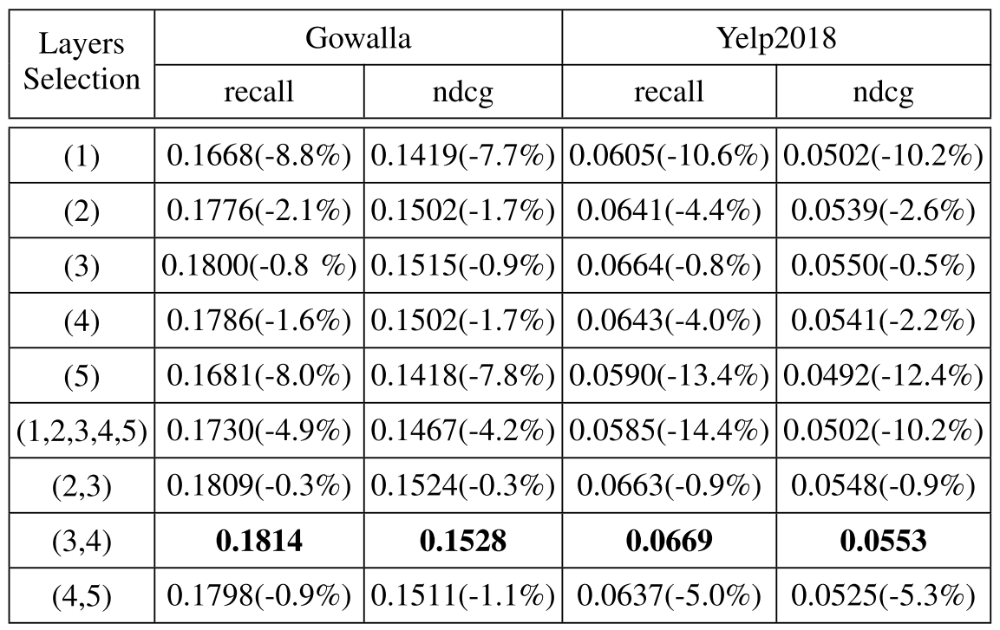 Layers Selection Gowalla Yelp2018
recall ndcg recall ndcg
(1) 0.1668(-8.8%) 0.1419(-7.7%) 0.0605(-10.6%) 0.0502(-10.2%)
(2) 0.1776(-2.1%) 0.1502(-1.7%) 0.0641(-4.4%) 0.0539(-2.6%)
(3) 0.1800(-0.8 %) 0.1515(-0.9%) 0.0664(-0.8%) 0.0550(-0.5%)
(4) 0.1786(-1.6%) 0.1502(-1.7%) 0.0643(-4.0%) 0.0541(-2.2%)
(5) 0.1681(-8.0%) 0.1418(-7.8%) 0.0590(-13.4%) 0.0492(-12.4%)
(1,2,3,4,5) 0.1730(-4.9%) 0.1467(-4.2%) 0.0585(-14.4%) 0.0502(-10.2%)
(2,3) 0.1809(-0.3%) 0.1524(-0.3%) 0.0663(-0.9%) 0.0548(-0.9%)
(3,4) 0.1814 0.1528 0.0669 0.0553
(4,5) 0.1798(-0.9%) 0.1511(-1.1%) 0.0637(-5.0%) 0.0525(-5.3%)